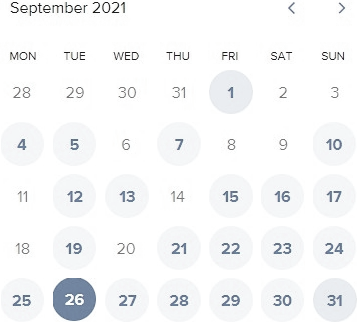 September 2021
MON TUE WED THU FRI SAT SUN
28 29 30 31 1 2 3
4 5 6 7 8 9 10
11 12 13 14 15 16 17
18 19 20 21 22 23 24
25 26 27 28 29 30 31